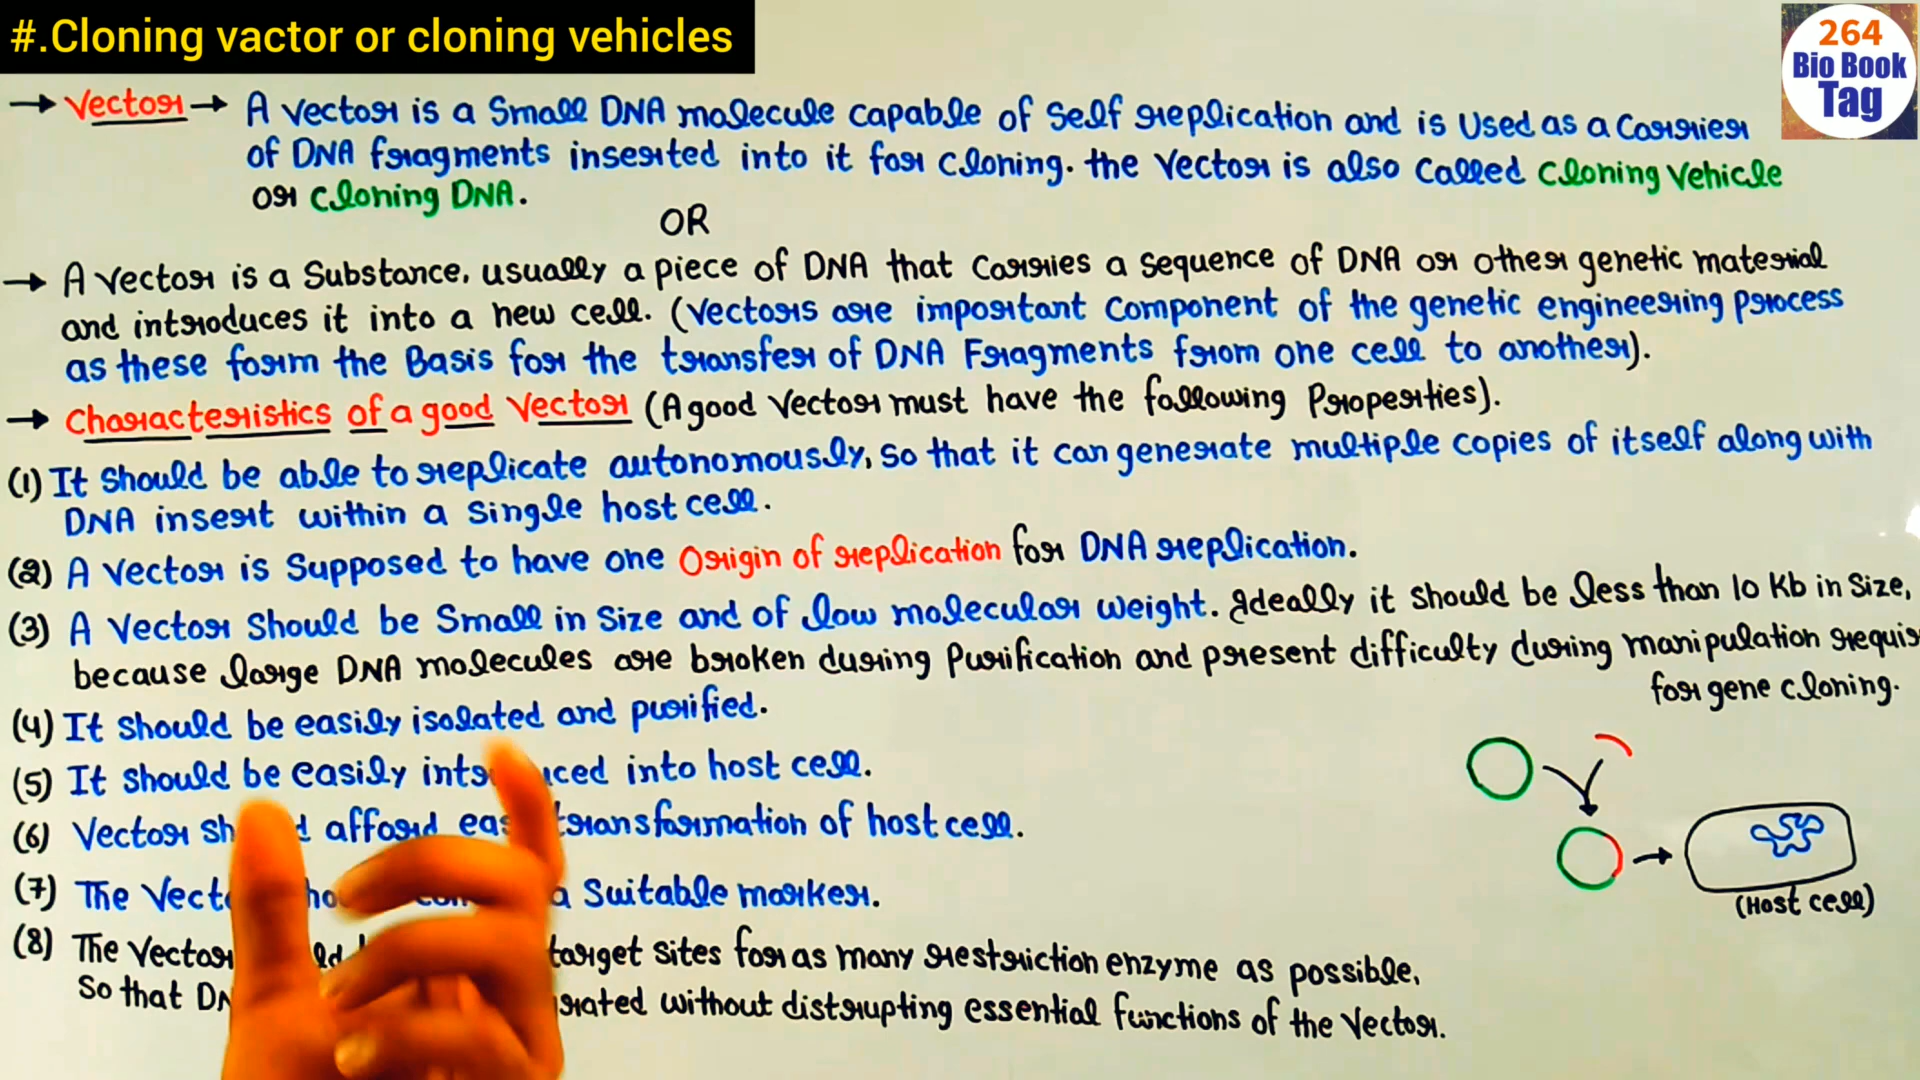 #.Cloning vactor or cloning vehicles
264
Bio Book
Tag
→ Vector → A vector is a small DNA molecule capable of self replication and is used as a carrier
of DNA fragments inserted into it for cloning. the vector is also called cloning vehicle
or cloning DNA.
OR
→ A vector is a substance, usually a piece of DNA that carries a sequence of DNA or other genetic material
and introduces it into a new cell. (vectors are important component of the genetic engineering process
as these form the Basis for the transfer of DNA Fragments from one cell to another).
→ Characteristics of a good vector (A good vector must have the following properties).
(1) It should be able to replicate autonomously, so that it can generate multiple copies of itself along with
DNA insert within a single host cell.
(2) A vector is supposed to have one Origin of replication for DNA replication.
(3) A vector should be small in size and of low molecular weight. Ideally it should be less than 10 Kb in size,
because large DNA molecules are broken during purification and present difficulty during manipulation
for gene cloning.
(4) It should be easily isolated and purified.
(5) It should be easily into host cell.
(6) Vector afford transformation of host cell.
(7) The a suitable marker.
(8) The vector target sites for as many restriction enzyme as possible,
so that without distrupting essential functions of the vector.
(Host cell)